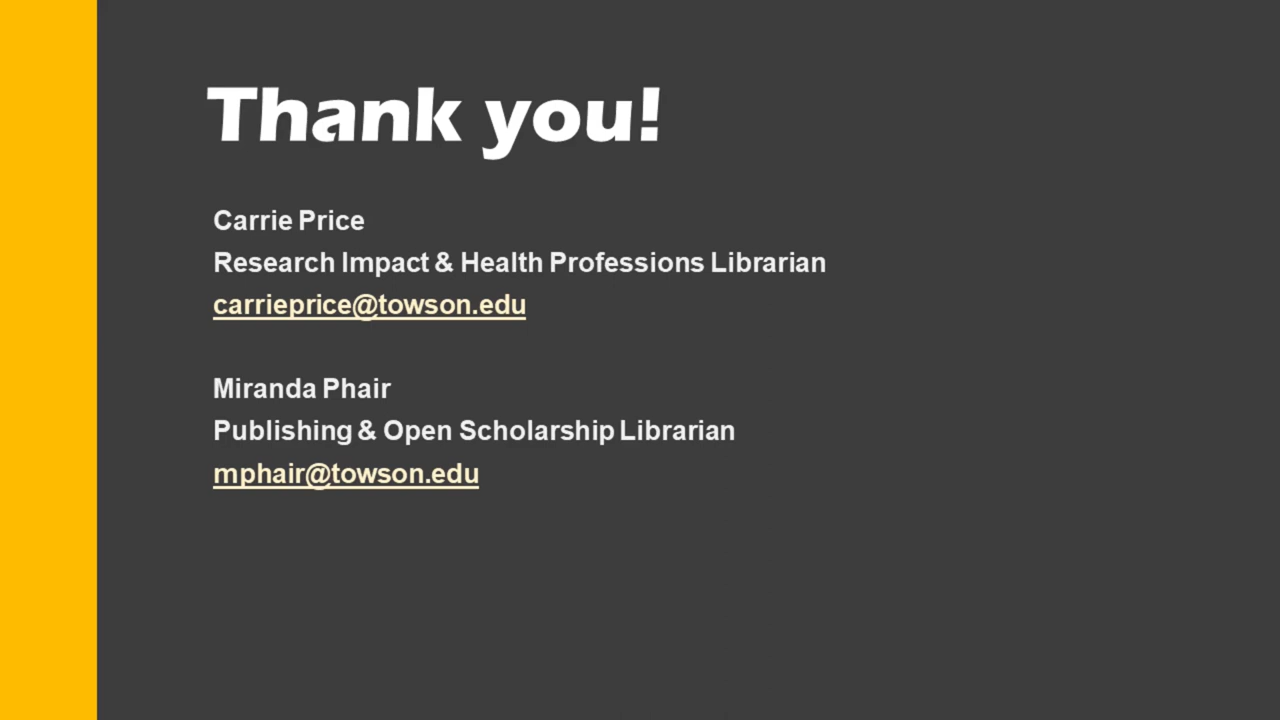 Thank you!
Carrie Price
Research Impact & Health Professions Librarian
carrieprice@towson.edu
Miranda Phair
Publishing & Open Scholarship Librarian
mphair@towson.edu